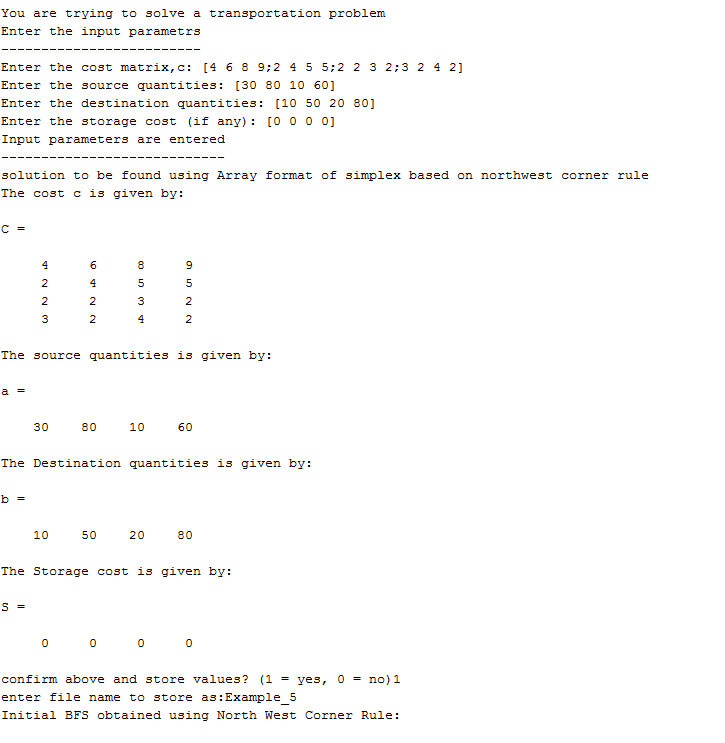 You are trying to solve a transportation problem
Enter the input parametrs
-------------------------
Enter the cost matrix,c: [4 6 8 9;2 4 5 5;2 2 3 2;3 2 4 2]
Enter the source quantities: [30 80 10 60]
Enter the destination quantities: [10 50 20 80]
Enter the storage cost (if any): [0 0 0 0]
Input parameters are entered
----------------------------
solution to be found using Array format of simplex based on northwest corner rule
The cost c is given by:
C =
4 6 8 9
2 4 5 5
2 2 3 2
3 2 4 2
The source quantities is given by:
a =
30 80 10 60
The Destination quantities is given by:
b =
10 50 20 80
The Storage cost is given by:
S =
0 0 0 0
confirm above and store values? (1 = yes, 0 = no)1
enter file name to store as:Example_5
Initial BFS obtained using North West Corner Rule: